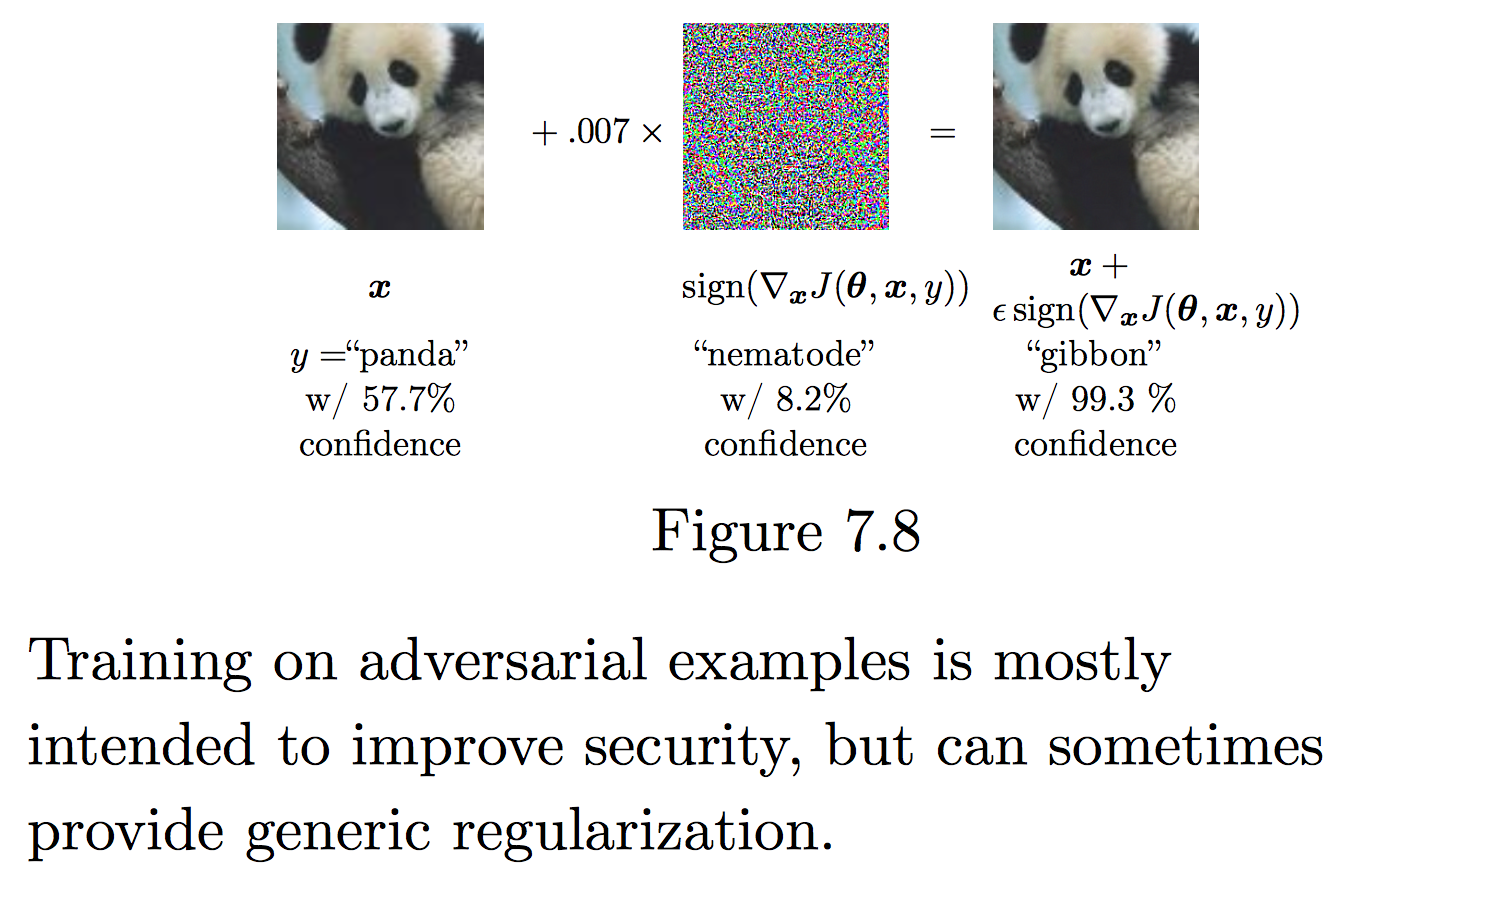 + .007 ×
=
x
sign(∇ₓJ(θ, x, y))
x +
ϵ sign(∇ₓJ(θ, x, y))
y =“panda”
“nematode”
“gibbon”
w/ 57.7%
w/ 8.2%
w/ 99.3 %
confidence
confidence
confidence
Figure 7.8
Training on adversarial examples is mostly
intended to improve security, but can sometimes
provide generic regularization.